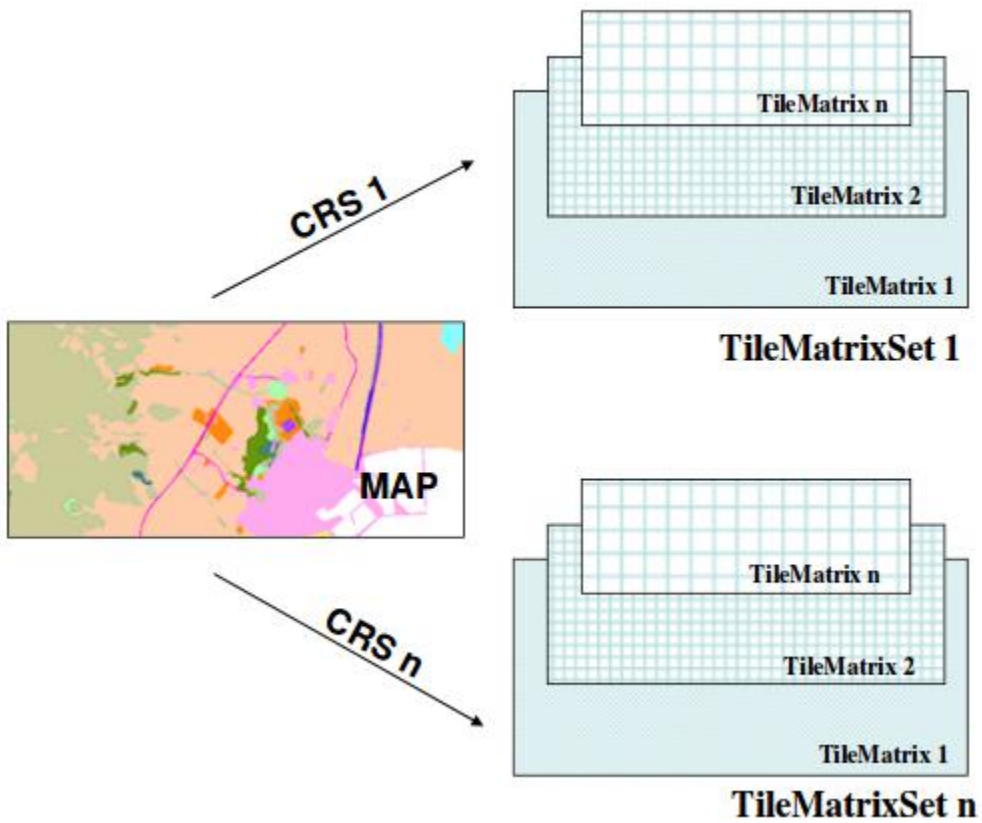 TileMatrix n
TileMatrix 2
TileMatrix 1
TileMatrixSet 1
CRS 1
MAP
CRS n
TileMatrix n
TileMatrix 2
TileMatrix 1
TileMatrixSet n